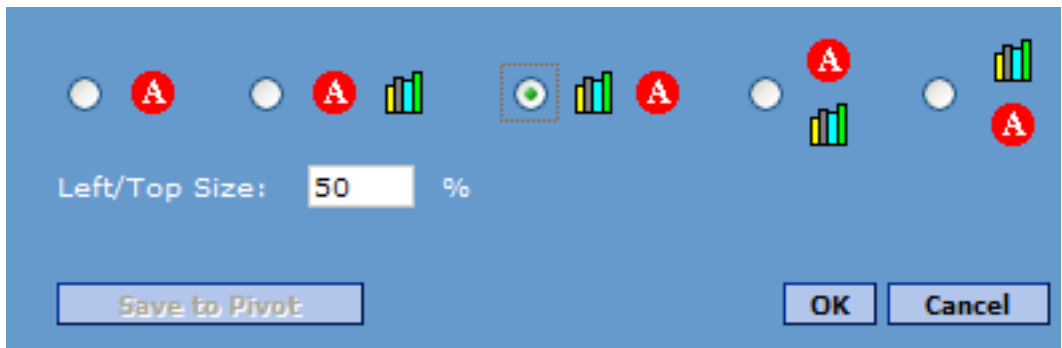 A A A A
A
Left/Top Size: 50 %
Save to Pivot OK Cancel